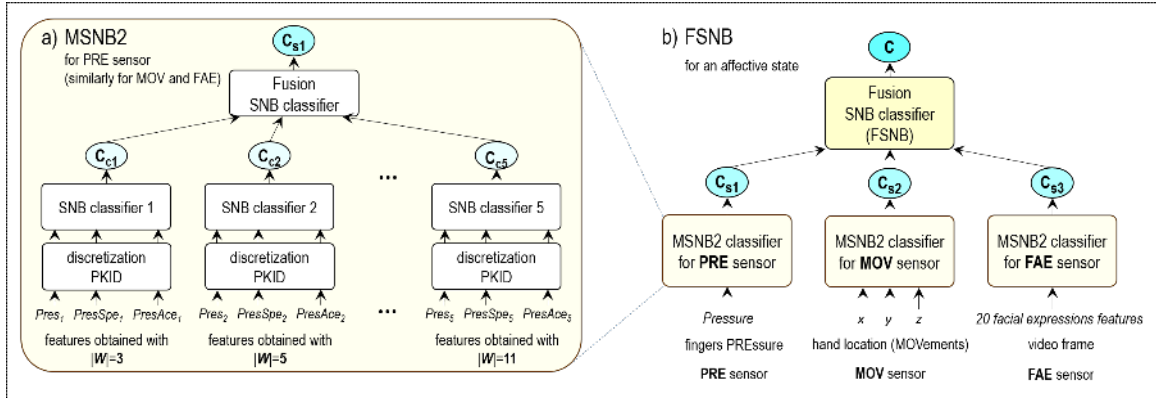 a) MSNB2
for PRE sensor
(similarly for MOV and FAE)
Cs1
Fusion
SNB classifier
Cc1
Cc2
...
Cc5
SNB classifier 1
SNB classifier 2
SNB classifier 5
discretization
PKID
discretization
PKID
discretization
PKID
Pres1 PresSpe1 PresAce1
Pres2 PresSpe2 PresAce2
...
Pres5 PresSpe5 PresAce5
features obtained with
|W|=3
features obtained with
|W|=5
features obtained with
|W|=11
b) FSNB
for an affective state
C
Fusion
SNB classifier
(FSNB)
Cs1
Cs2
Cs3
MSNB2 classifier
for PRE sensor
MSNB2 classifier
for MOV sensor
MSNB2 classifier
for FAE sensor
Pressure
x y z
20 facial expressions features
fingers PREssure
hand location (MOVements)
video frame
PRE sensor
MOV sensor
FAE sensor